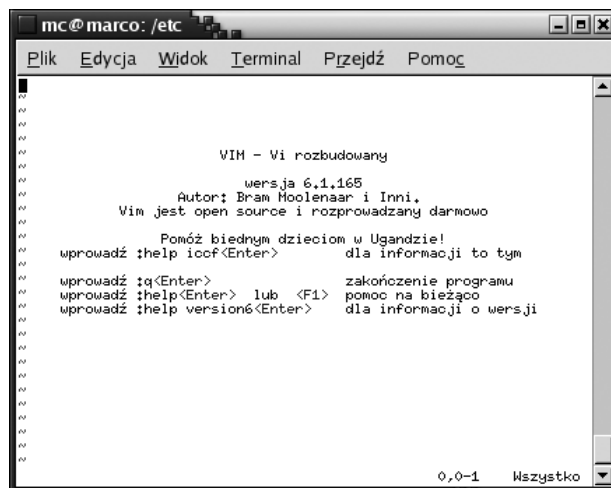 mc@marco: /etc
Plik Edycja Widok Terminal Przejdź Pomoc
~
~
~
~
~
VIM - Vi rozbudowany
~
~
wersja 6.1.165
~
Autor: Bram Moolenaar i Inni.
~
Vim jest open source i rozprowadzany darmowo
~
~
Pomóż biednym dzieciom w Ugandzie!
~
wprowadź :help iccf<Enter> dla informacji to tym
~
~
wprowadź :q<Enter> zakończenie programu
~
wprowadź :help<Enter> lub <F1> pomoc na bieżąco
~
wprowadź :help version6<Enter> dla informacji o wersji
~
~
~
~
~
~
~
~
~
~
~
0,0-1 Wszystko